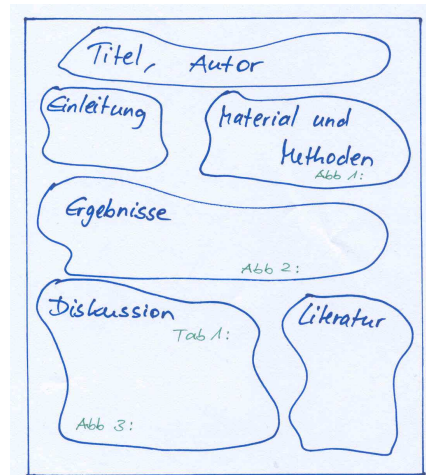 Titel, Autor
Einleitung
Material und
Methoden
Abb 1:
Ergebnisse
Abb 2:
Diskussion
Tab 1:
Abb 3:
Literatur